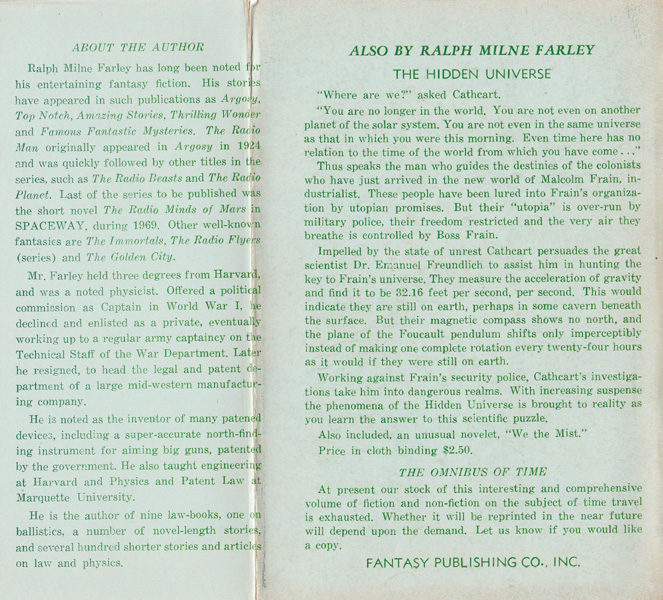 ABOUT THE AUTHOR
Ralph Milne Farley has long been noted for
his entertaining fantasy fiction. His stories
have appeared in such publications as Argosy,
Top Notch, Amazing Stories, Thrilling Wonder
and Famous Fantastic Mysteries. The Radio
Man originally appeared in Argosy in 1924
and was quickly followed by other titles in the
series, such as The Radio Beasts and The Radio
Planet. Last of the series to be published was
the short novel The Radio Minds of Mars in
SPACEWAY, during 1969. Other well-known
fantasics are The Immortals, The Radio Flyers
(series) and The Golden City.
Mr. Farley held three degrees from Harvard,
and was a noted physicist. Offered a political
commission as Captain in World War I, he
declined and enlisted as a private, eventually
working up to a regular army captaincy on the
Technical Staff of the War Department. Later
he resigned, to head the legal and patent de-
partment of a large mid-western manufactur-
ing company.
He is noted as the inventor of many patened
devices, including a super-accurate north-find-
ing instrument for aiming big guns, patented
by the government. He also taught engineering
at Harvard and Physics and Patent Law at
Marquette University.
He is the author of nine law-books, one on
ballistics, a number of novel-length stories,
and several hundred shorter stories and articles
on law and physics.
ALSO BY RALPH MILNE FARLEY
THE HIDDEN UNIVERSE
"Where are we?" asked Cathcart.
"You are no longer in the world. You are not even on another
planet of the solar system. You are not even in the same universe
as that in which you were this morning. Even time here has no
relation to the time of the world from which you have come . . ."
Thus speaks the man who guides the destinies of the colonists
who have just arrived in the new world of Malcolm Frain, in-
dustrialist. These people have been lured into Frain's organiza-
tion by utopian promises. But their "utopia" is over-run by
military police, their freedom restricted and the very air they
breathe is controlled by Boss Frain.
Impelled by the state of unrest Cathcart persuades the great
scientist Dr. Emanuel Freundlich to assist him in hunting the
key to Frain's universe. They measure the acceleration of gravity
and find it to be 32.16 feet per second, per second. This would
indicate they are still on earth, perhaps in some cavern beneath
the surface. But their magnetic compass shows no north, and
the plane of the Foucault pendulum shifts only imperceptibly
instead of making one complete rotation every twenty-four hours
as it would if they were still on earth.
Working against Frain's security police, Cathcart's investiga-
tions take him into dangerous realms. With increasing suspense
the phenomena of the Hidden Universe is brought to reality as
you learn the answer to this scientific puzzle.
Also included, an unusual novelet, "We the Mist."
Price in cloth binding $2.50.
THE OMNIBUS OF TIME
At present our stock of this interesting and comprehensive
volume of fiction and non-fiction on the subject of time travel
is exhausted. Whether it will be reprinted in the near future
will depend upon the demand. Let us know if you would like
a copy.
FANTASY PUBLISHING CO., INC.